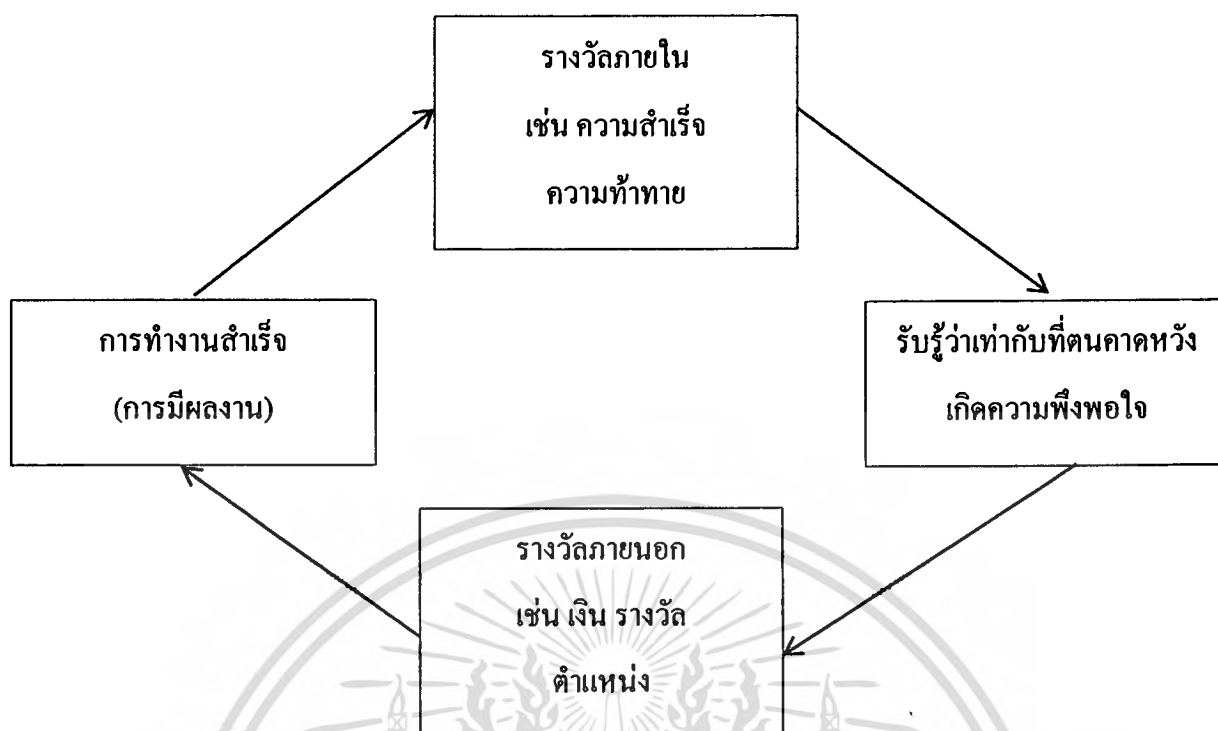 รางวัลภายใน
เช่น ความสำเร็จ
ความท้าทาย
การทำงานสำเร็จ
(การมีผลงาน)
รับรู้ว่าเท่ากับที่ตนคาดหวัง
เกิดความพึงพอใจ
รางวัลภายนอก
เช่น เงิน รางวัล
ตำแหน่ง